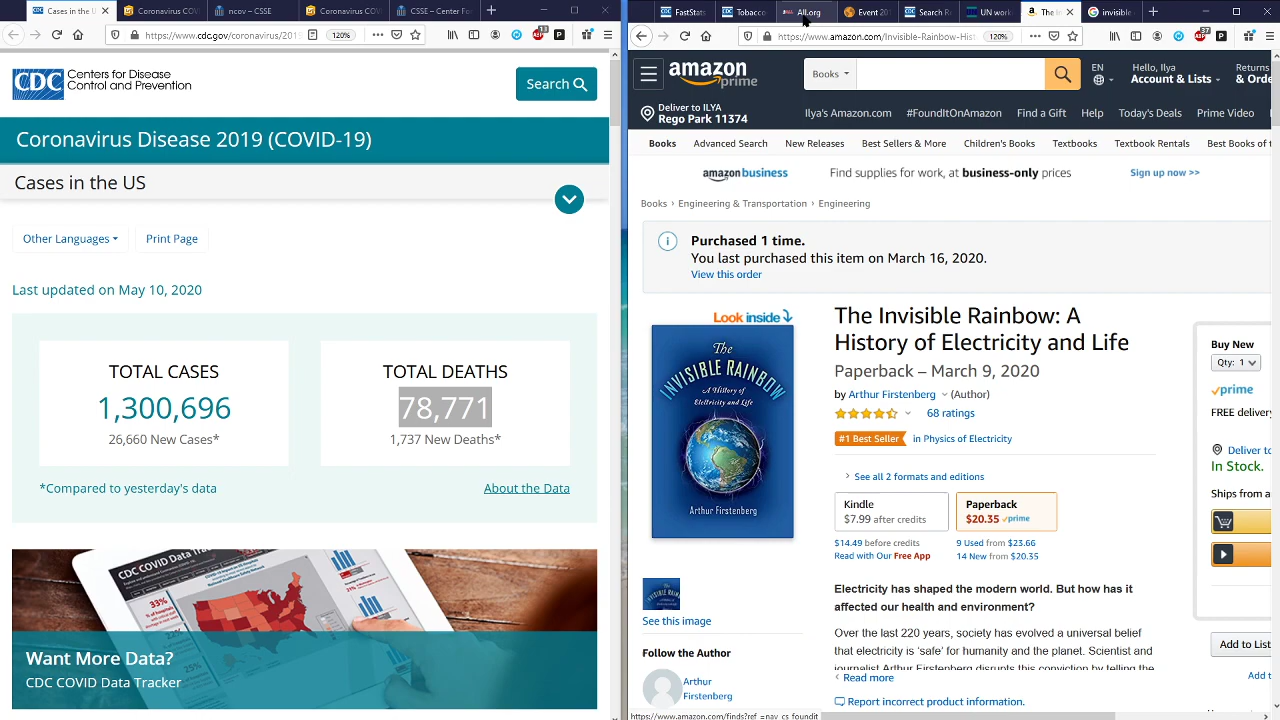 Cases in the U
Coronavirus COVI
ncov – CSSE
Coronavirus COVI
CSSE – Center Fo
https://www.cdc.gov/coronavirus/2019
120%
CDC
Centers for Disease
Control and Prevention
Search
Coronavirus Disease 2019 (COVID-19)
Cases in the US
Other Languages
Print Page
Last updated on May 10, 2020
TOTAL CASES
1,300,696
26,660 New Cases*
TOTAL DEATHS
78,771
1,737 New Deaths*
*Compared to yesterday's data
About the Data
CDC COVID Data Tracker
33%
Want More Data?
CDC COVID Data Tracker
FastStats
Tobacco
AII.org
Event 201
Search R
UN work
The In
invisible
https://www.amazon.com/Invisible-Rainbow-Hist
120%
amazon
prime
Books
EN
Hello, Ilya
Account & Lists
Returns
& Orde
Deliver to ILYA
Rego Park 11374
Ilya's Amazon.com
#FoundItOnAmazon
Find a Gift
Help
Today's Deals
Prime Video
Books
Advanced Search
New Releases
Best Sellers & More
Children's Books
Textbooks
Textbook Rentals
Best Books of t
amazon business
Find supplies for work, at business-only prices
Sign up now >>
Books › Engineering & Transportation › Engineering
Purchased 1 time.
You last purchased this item on March 16, 2020.
View this order
Look inside
The
INVISIBLE RAINBOW
A History of
Electricity and Life
Arthur Firstenberg
See this image
Follow the Author
Arthur
Firstenberg
The Invisible Rainbow: A
History of Electricity and Life
Paperback – March 9, 2020
by Arthur Firstenberg (Author)
68 ratings
#1 Best Seller in Physics of Electricity
See all 2 formats and editions
Kindle
$7.99 after credits
Paperback
$20.35 prime
$14.49 before credits
Read with Our Free App
9 Used from $23.66
14 New from $20.35
Electricity has shaped the modern world. But how has it
affected our health and environment?
Over the last 220 years, society has evolved a universal belief
that electricity is 'safe' for humanity and the planet. Scientist and
journalist Arthur Firstenberg disrupts this conviction by telling the
Read more
Report incorrect product information.
Buy New
Qty: 1
prime
FREE delivery
Deliver to
In Stock.
Ships from a
Add to List
Add t
https://www.amazon.com/finds?ref_=nav_cs_foundit